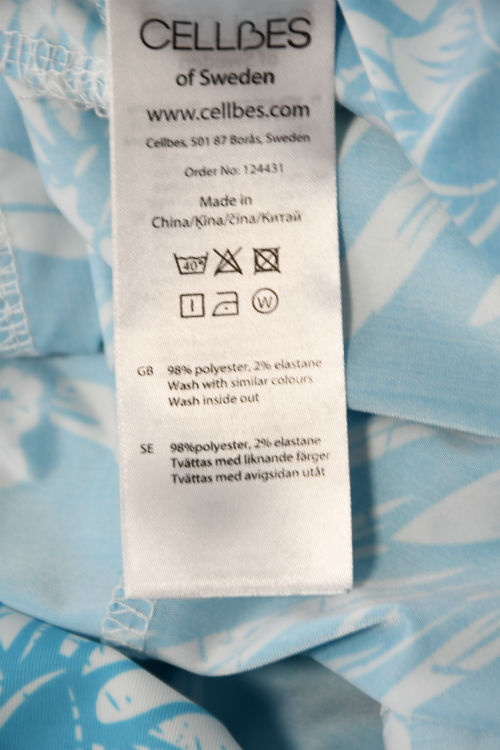 CELLBES
of Sweden
www.cellbes.com
Cellbes, 501 87 Borås, Sweden
Order No: 124431
Made in
China/Ķīna/čína/Китай
40°
W
GB 98% polyester, 2% elastane
Wash with similar colours
Wash inside out
SE 98%polyester, 2% elastane
Tvättas med liknande färger
Tvättas med avigsidan utåt